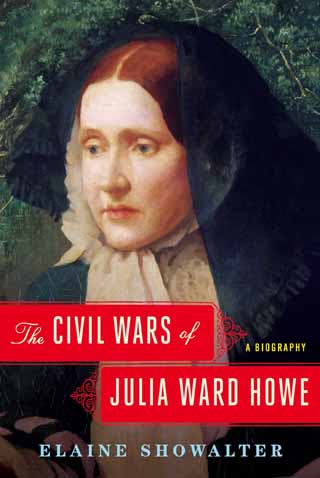 The CIVIL WARS of
A BIOGRAPHY
JULIA WARD HOWE
ELAINE SHOWALTER